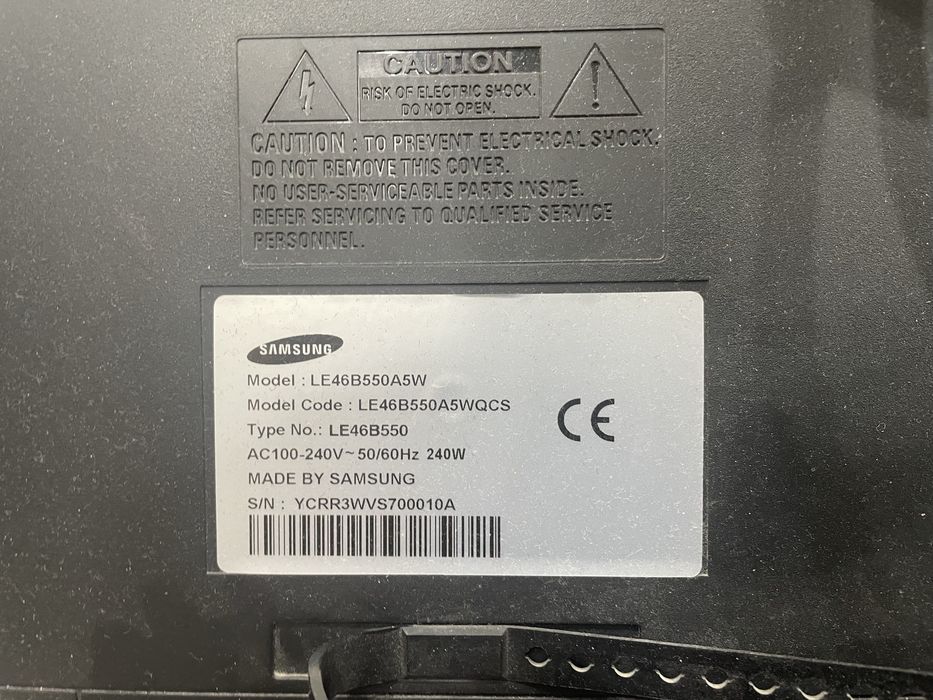 CAUTION
RISK OF ELECTRIC SHOCK.
DO NOT OPEN.
CAUTION : TO PREVENT ELECTRICAL SHOCK,
DO NOT REMOVE THIS COVER.
NO USER-SERVICEABLE PARTS INSIDE.
REFER SERVICING TO QUALIFIED SERVICE
PERSONNEL.
SAMSUNG
Model : LE46B550A5W
Model Code : LE46B550A5WQCS
Type No.: LE46B550
AC100-240V~ 50/60Hz 240W
MADE BY SAMSUNG
S/N : YCRR3WVS700010A
CE